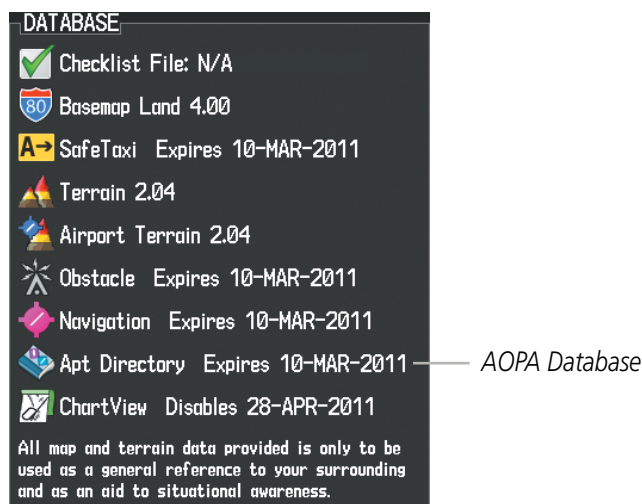 DATABASE
Checklist File: N/A
80 Basemap Land 4.00
A→ SafeTaxi Expires 10-MAR-2011
Terrain 2.04
Airport Terrain 2.04
Obstacle Expires 10-MAR-2011
Navigation Expires 10-MAR-2011
Apt Directory Expires 10-MAR-2011 AOPA Database
ChartView Disables 28-APR-2011
All map and terrain data provided is only to be
used as a general reference to your surrounding
and as an aid to situational awareness.